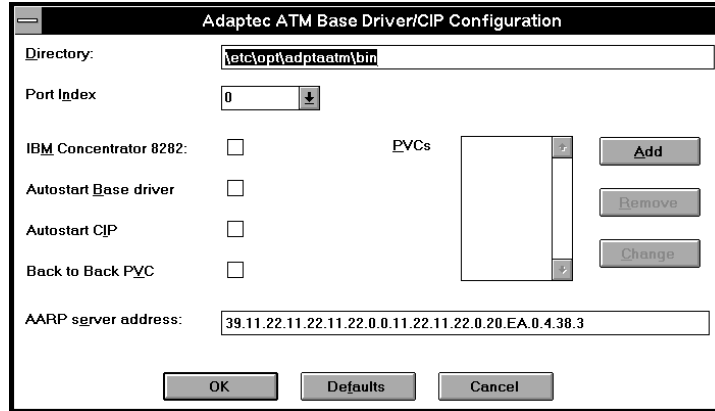 Adaptec ATM Base Driver/CIP Configuration
Directory: \etc\opt\adptaatm\bin
Port Index 0
IBM Concentrator 8282: PVCs Add
Autostart Base driver Remove
Autostart CIP Change
Back to Back PVC
AARP server address: 39.11.22.11.22.11.22.0.0.11.22.11.22.0.20.EA.0.4.38.3
OK Defaults Cancel